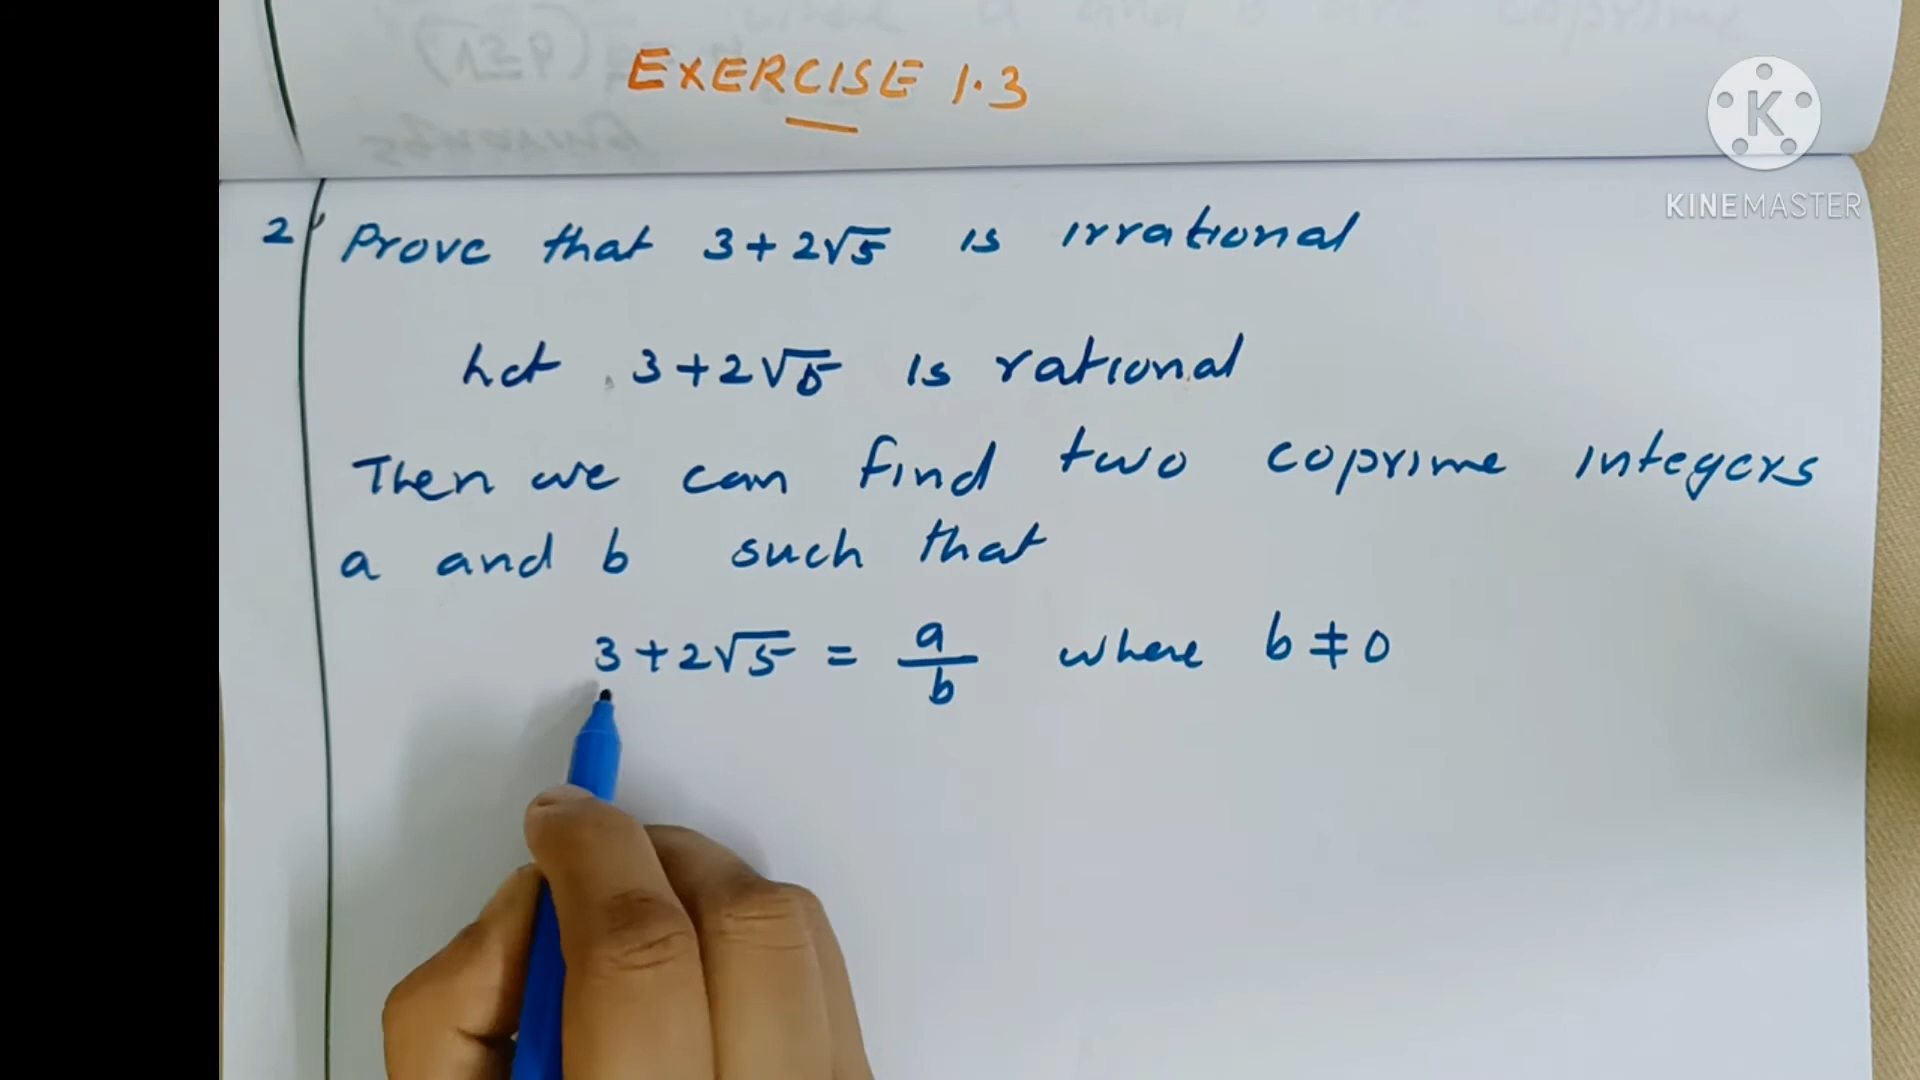 EXERCISE 1.3
K
KINEMASTER
2 Prove that 3+2√5 is irrational
Let 3+2√5 is rational
Then we can find two coprime integers
a and b such that
3+2√5 = a/b where b ≠ 0